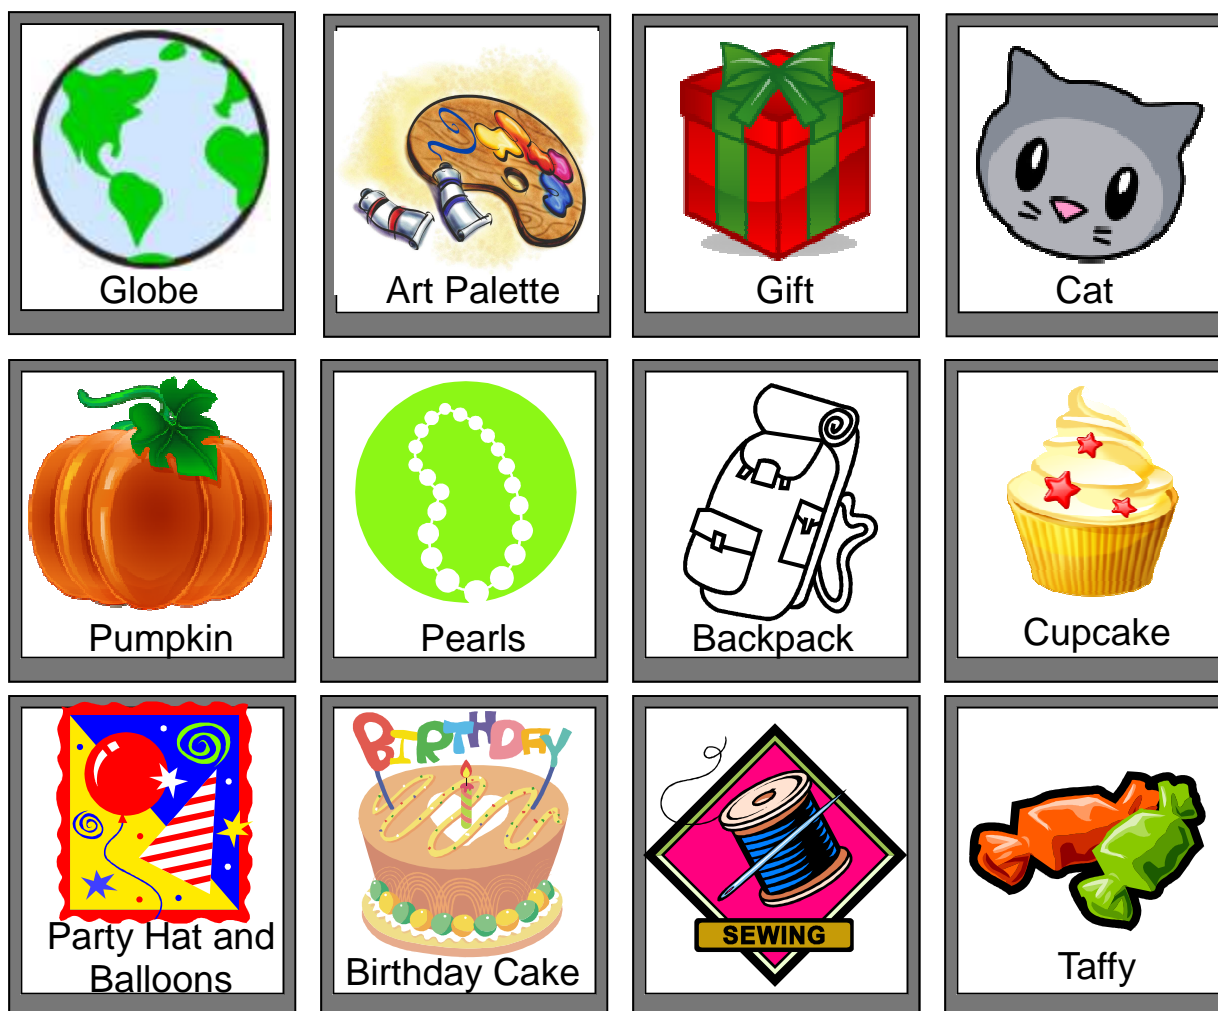 Globe
Art Palette
Gift
Cat
Pumpkin
Pearls
Backpack
Cupcake
Party Hat and
Balloons
BIRTHDAY
Birthday Cake
SEWING
Taffy